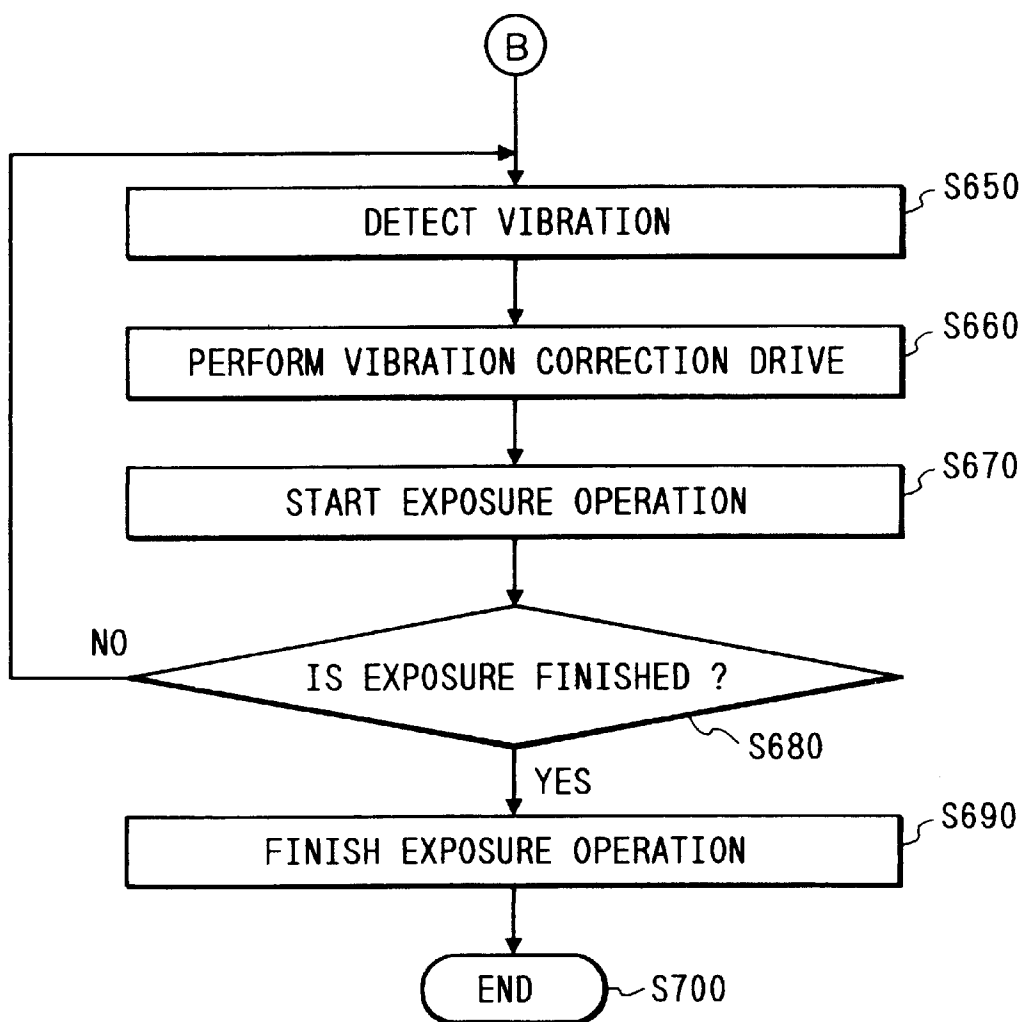 B
S650
DETECT VIBRATION
S660
PERFORM VIBRATION CORRECTION DRIVE
S670
START EXPOSURE OPERATION
NO
IS EXPOSURE FINISHED ?
S680
YES
S690
FINISH EXPOSURE OPERATION
END
S700